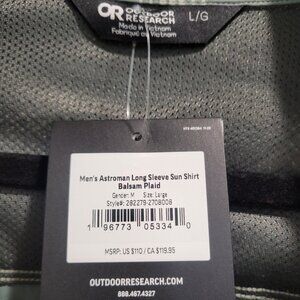 OR OUTDOOR RESEARCH
L/G
Made in Vietnam
Fabriqué au Vietnam
Men's Astroman Long Sleeve Sun Shirt
Balsam Plaid
Gender: M Size: Large
Style#: 282279-2708008
1 96773 05334 0
MSRP: US $110 / CA $119.95
OUTDOORRESEARCH.COM
888.467.4327